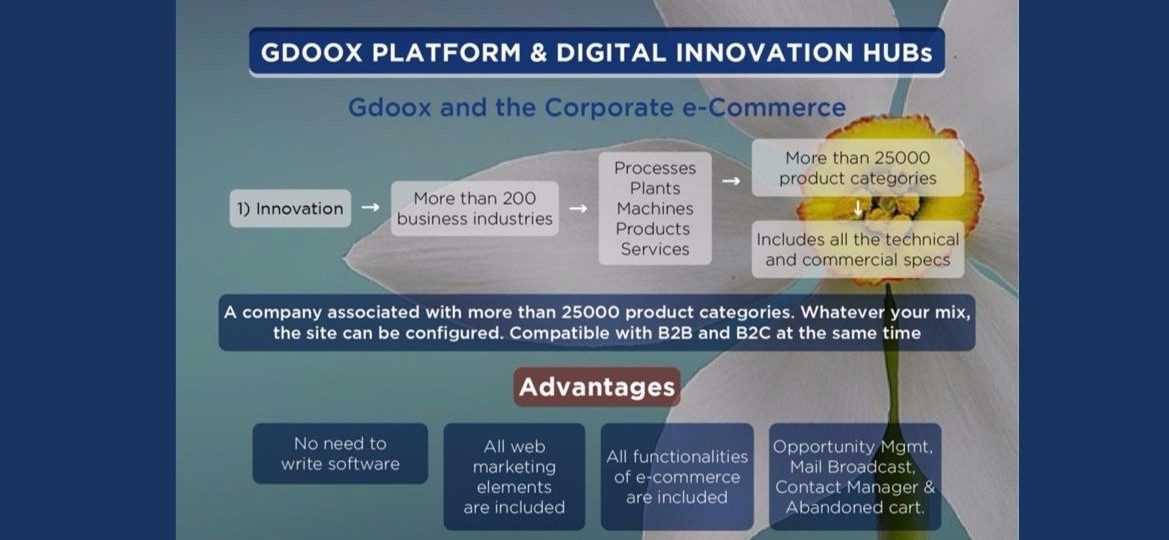 GDOOX PLATFORM & DIGITAL INNOVATION HUBs
Gdoox and the Corporate e-Commerce
1) Innovation
→
More than 200
business industries
→
Processes
Plants
Machines
Products
Services
→
More than 25000
product categories
↓
Includes all the technical
and commercial specs
A company associated with more than 25000 product categories. Whatever your mix,
the site can be configured. Compatible with B2B and B2C at the same time
Advantages
No need to
write software
All web
marketing
elements
are included
All functionalities
of e-commerce
are included
Opportunity Mgmt,
Mail Broadcast,
Contact Manager &
Abandoned cart.